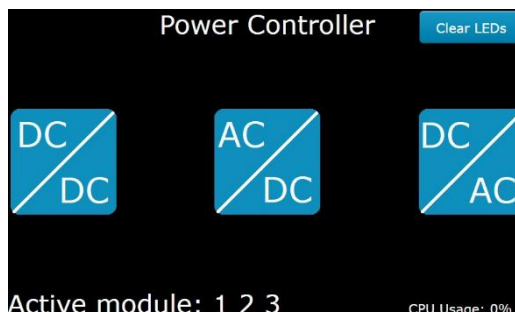 Power Controller
Clear LEDs
DC
DC
AC
DC
DC
AC
Active module: 1 2 3
CPU Usage: 0%